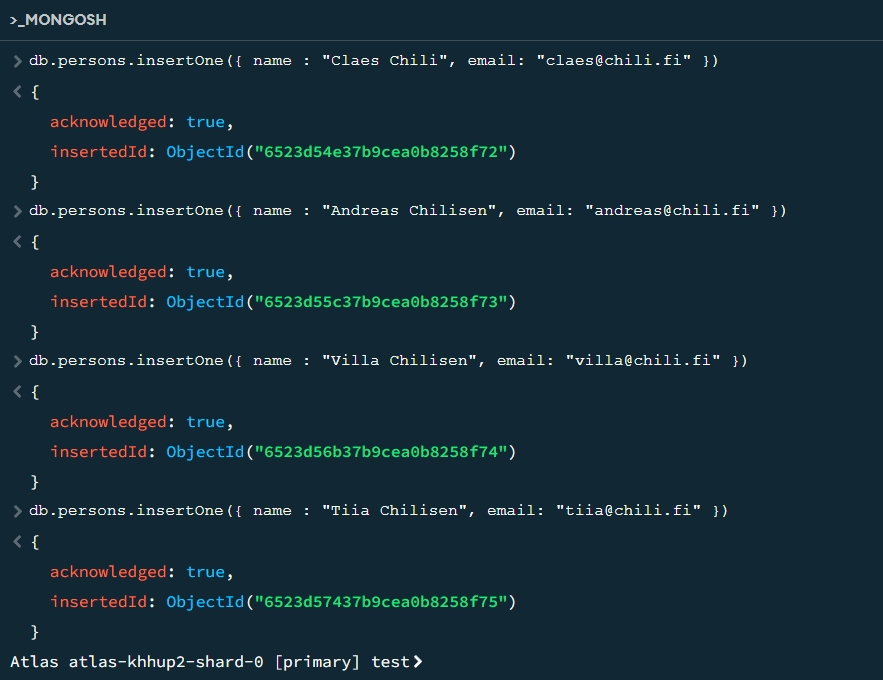 >_MONGOSH
> db.persons.insertOne({ name : "Claes Chili", email: "claes@chili.fi" })
< {
acknowledged: true,
insertedId: ObjectId("6523d54e37b9cea0b8258f72")
}
> db.persons.insertOne({ name : "Andreas Chilisen", email: "andreas@chili.fi" })
< {
acknowledged: true,
insertedId: ObjectId("6523d55c37b9cea0b8258f73")
}
> db.persons.insertOne({ name : "Villa Chilisen", email: "villa@chili.fi" })
< {
acknowledged: true,
insertedId: ObjectId("6523d56b37b9cea0b8258f74")
}
> db.persons.insertOne({ name : "Tiia Chilisen", email: "tiia@chili.fi" })
< {
acknowledged: true,
insertedId: ObjectId("6523d57437b9cea0b8258f75")
}
Atlas atlas-khhup2-shard-0 [primary] test>